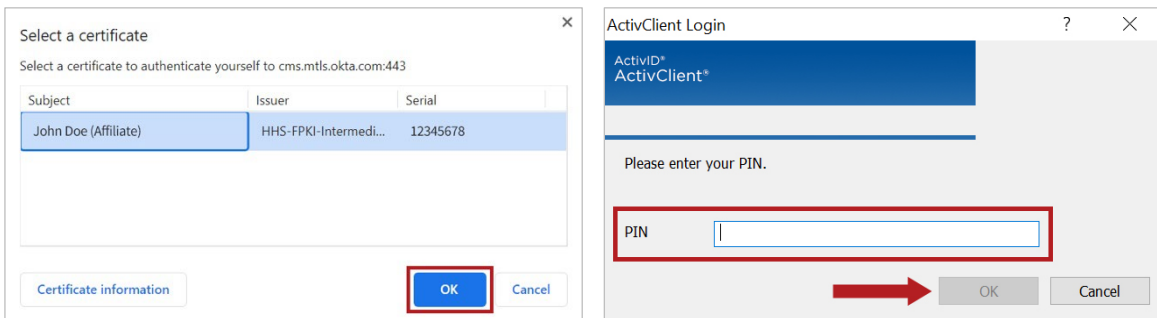 Select a certificate
Select a certificate to authenticate yourself to cms.mtls.okta.com:443
Subject Issuer Serial
John Doe (Affiliate) HHS-FPKI-Intermedi... 12345678
Certificate information OK Cancel
ActivClient Login
ActivID®
ActivClient®
Please enter your PIN.
PIN
OK Cancel